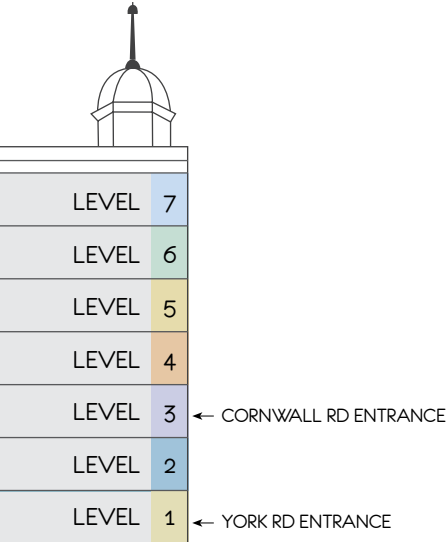 LEVEL 7
LEVEL 6
LEVEL 5
LEVEL 4
LEVEL 3 ← CORNWALL RD ENTRANCE
LEVEL 2
LEVEL 1 ← YORK RD ENTRANCE